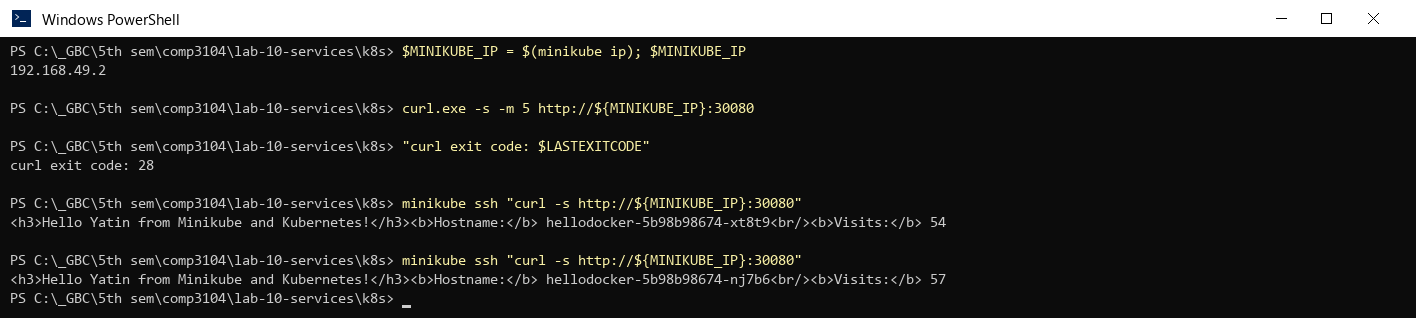 Windows PowerShell
PS C:\_GBC\5th sem\comp3104\lab-10-services\k8s> $MINIKUBE_IP = $(minikube ip); $MINIKUBE_IP
192.168.49.2
PS C:\_GBC\5th sem\comp3104\lab-10-services\k8s> curl.exe -s -m 5 http://${MINIKUBE_IP}:30080
PS C:\_GBC\5th sem\comp3104\lab-10-services\k8s> "curl exit code: $LASTEXITCODE"
curl exit code: 28
PS C:\_GBC\5th sem\comp3104\lab-10-services\k8s> minikube ssh "curl -s http://${MINIKUBE_IP}:30080"
<h3>Hello Yatin from Minikube and Kubernetes!</h3><b>Hostname:</b> hellodocker-5b98b98674-xt8t9<br/><b>Visits:</b> 54
PS C:\_GBC\5th sem\comp3104\lab-10-services\k8s> minikube ssh "curl -s http://${MINIKUBE_IP}:30080"
<h3>Hello Yatin from Minikube and Kubernetes!</h3><b>Hostname:</b> hellodocker-5b98b98674-nj7b6<br/><b>Visits:</b> 57
PS C:\_GBC\5th sem\comp3104\lab-10-services\k8s>